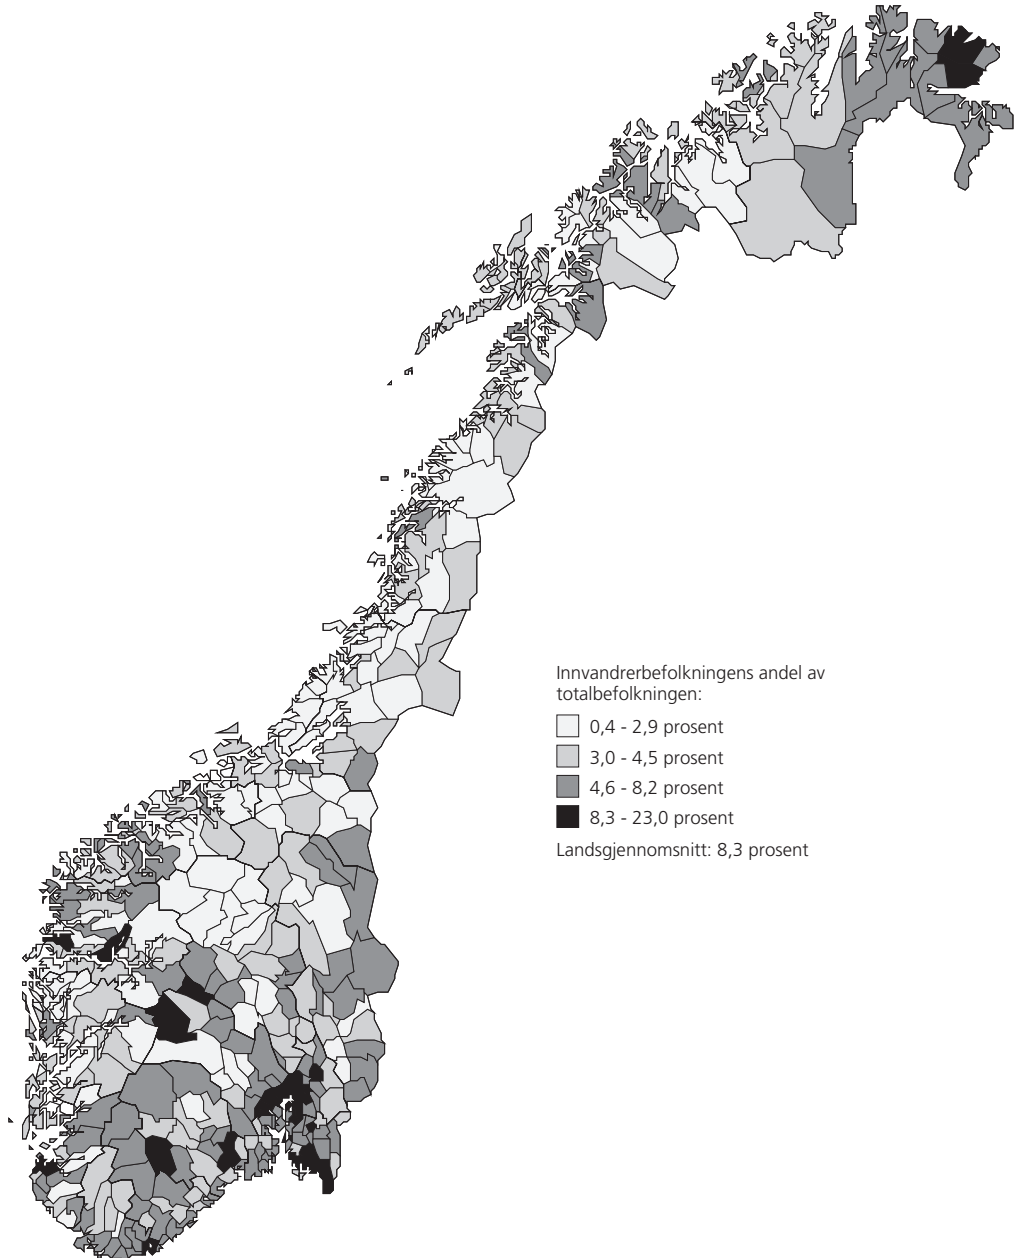 Innvandrerbefolkningens andel av
totalbefolkningen:
0,4 - 2,9 prosent
3,0 - 4,5 prosent
4,6 - 8,2 prosent
8,3 - 23,0 prosent
Landsgjennomsnitt: 8,3 prosent